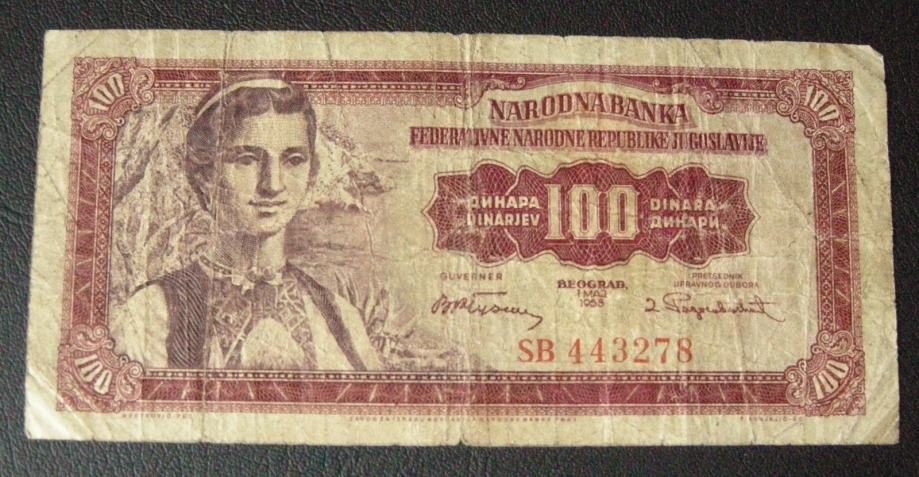 100
100
NARODNA BANKA
FEDERATIVNE NARODNE REPUBLIKE JUGOSLAVIJE
ДИНАРА 100 DINARA
DINARJEV ДИНАРИ
GUVERNER
BEOGRAD,
1 MAJ
1955
PRETSEDNIK
UPRAVNOG ODBORA
SB 443278
100
100